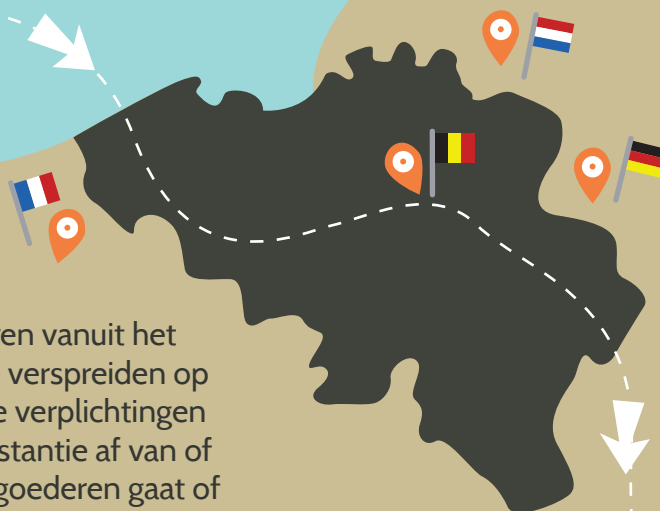 en vanuit het
verspreiden op
verplichtingen
stantie af van of
goederen gaat of